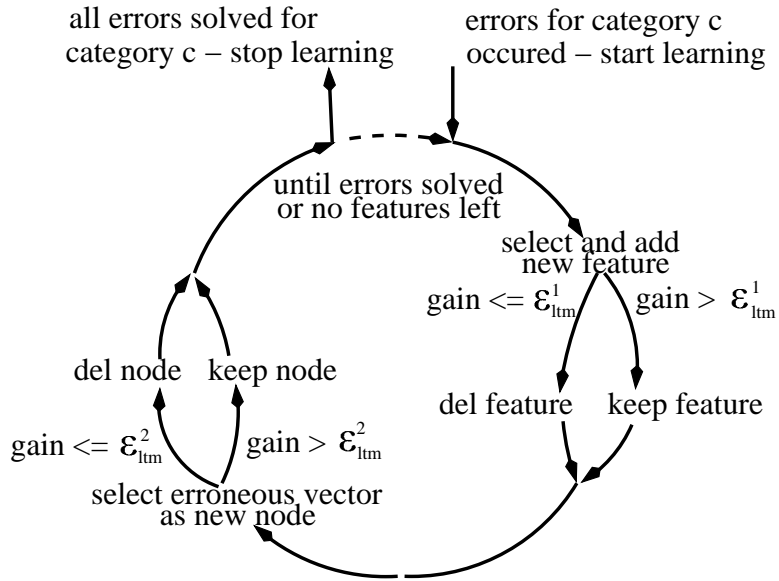 all errors solved for
category c – stop learning
errors for category c
occured – start learning
until errors solved
or no features left
select and add
new feature
gain <= ε¹ltm
gain > ε¹ltm
del feature
keep feature
del node
keep node
gain <= ε²ltm
gain > ε²ltm
select erroneous vector
as new node